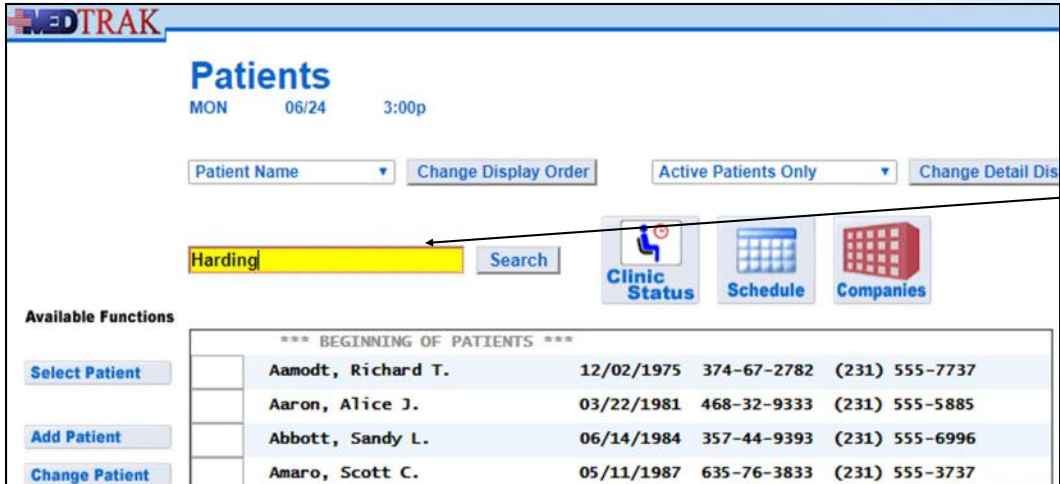 MEDTRAK
Patients
MON 06/24 3:00p
Patient Name Change Display Order Active Patients Only Change Detail Dis
Harding Search Clinic Status Schedule Companies
Available Functions
*** BEGINNING OF PATIENTS ***
Select Patient Aamodt, Richard T. 12/02/1975 374-67-2782 (231) 555-7737
Aaron, Alice J. 03/22/1981 468-32-9333 (231) 555-5885
Add Patient Abbott, Sandy L. 06/14/1984 357-44-9393 (231) 555-6996
Change Patient Amaro, Scott C. 05/11/1987 635-76-3833 (231) 555-3737